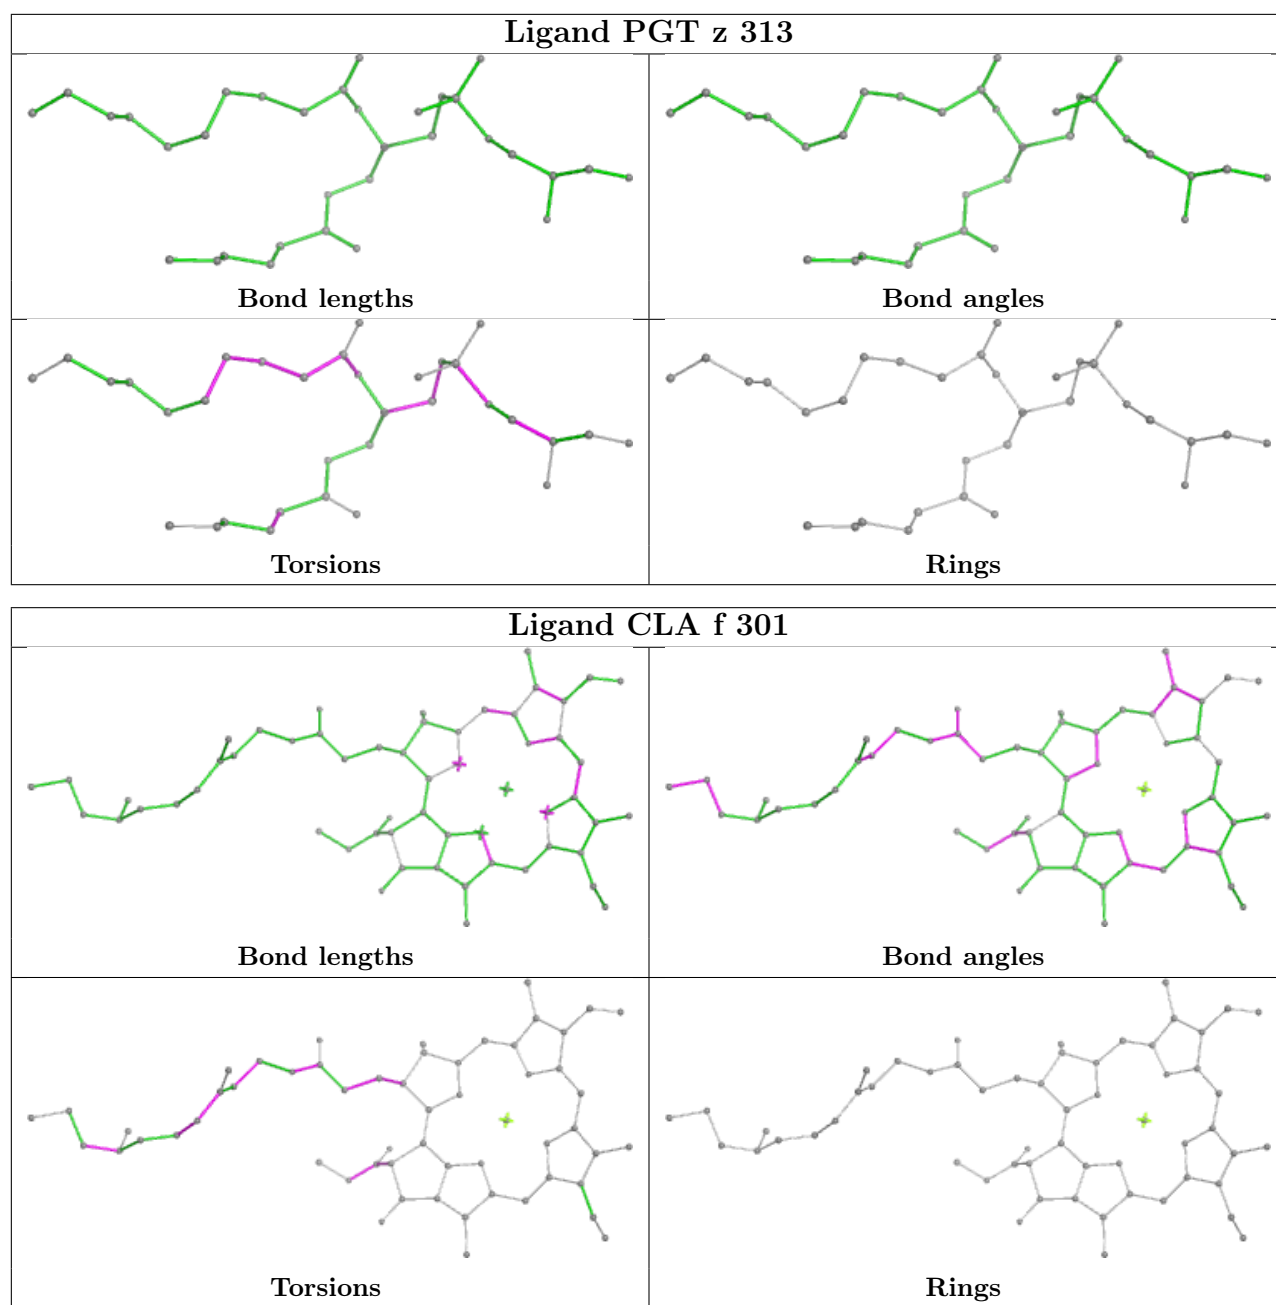 Ligand PGT z 313
Bond lengths
Bond angles
Torsions
Rings
Ligand CLA f 301
Bond lengths
Bond angles
Torsions
Rings